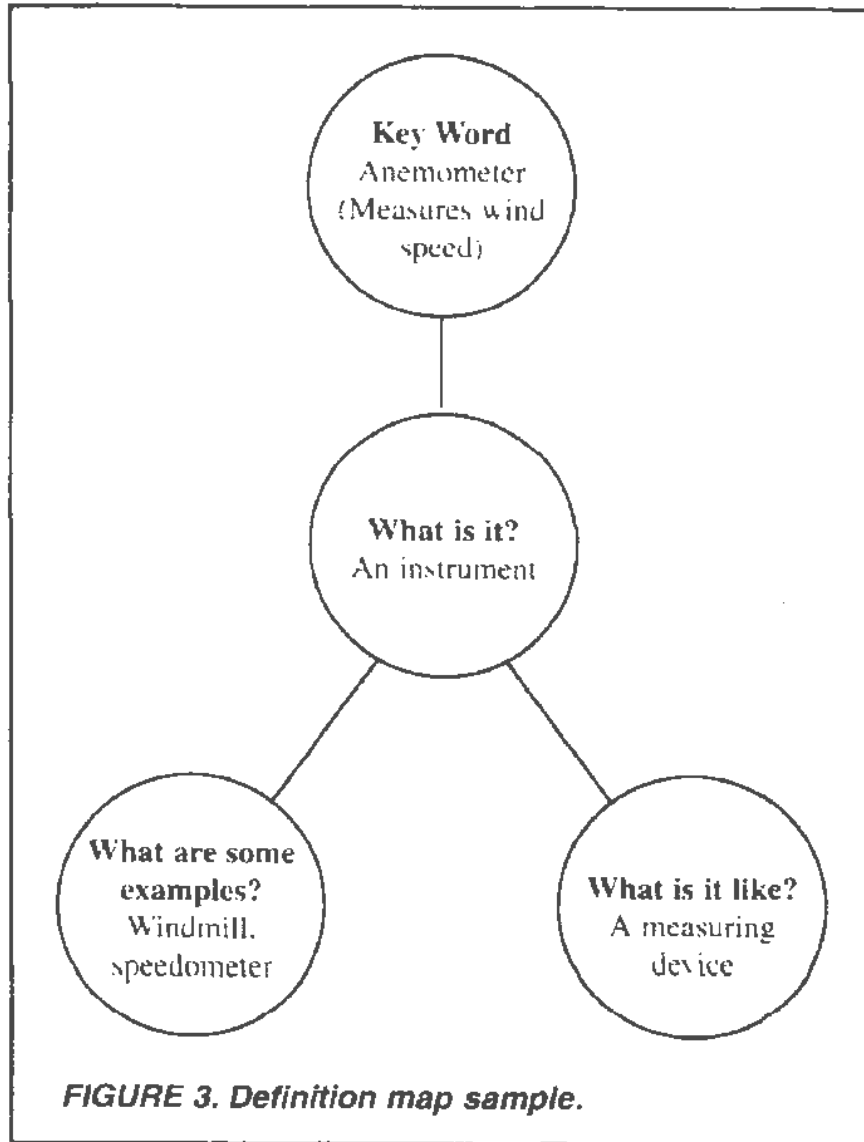 Key Word
Anemometer
(Measures wind
speed)
What is it?
An instrument
What are some
examples?
Windmill,
speedometer
What is it like?
A measuring
device
FIGURE 3. Definition map sample.